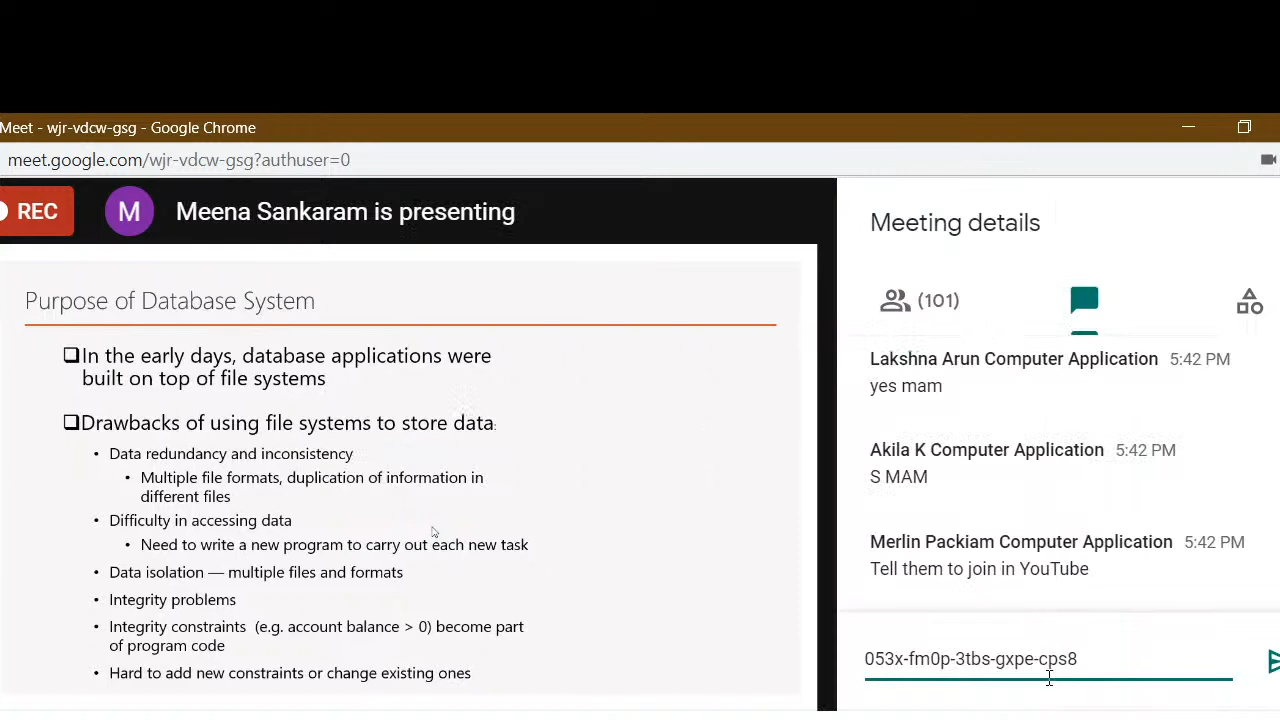 Meet - wjr-vdcw-gsg - Google Chrome
meet.google.com/wjr-vdcw-gsg?authuser=0
REC
M
Meena Sankaram is presenting
Purpose of Database System
❑In the early days, database applications were
built on top of file systems
❑Drawbacks of using file systems to store data:
• Data redundancy and inconsistency
• Multiple file formats, duplication of information in
different files
• Difficulty in accessing data
• Need to write a new program to carry out each new task
• Data isolation — multiple files and formats
• Integrity problems
• Integrity constraints (e.g. account balance > 0) become part
of program code
• Hard to add new constraints or change existing ones
Meeting details
(101)
Lakshna Arun Computer Application 5:42 PM
yes mam
Akila K Computer Application 5:42 PM
S MAM
Merlin Packiam Computer Application 5:42 PM
Tell them to join in YouTube
053x-fm0p-3tbs-gxpe-cps8